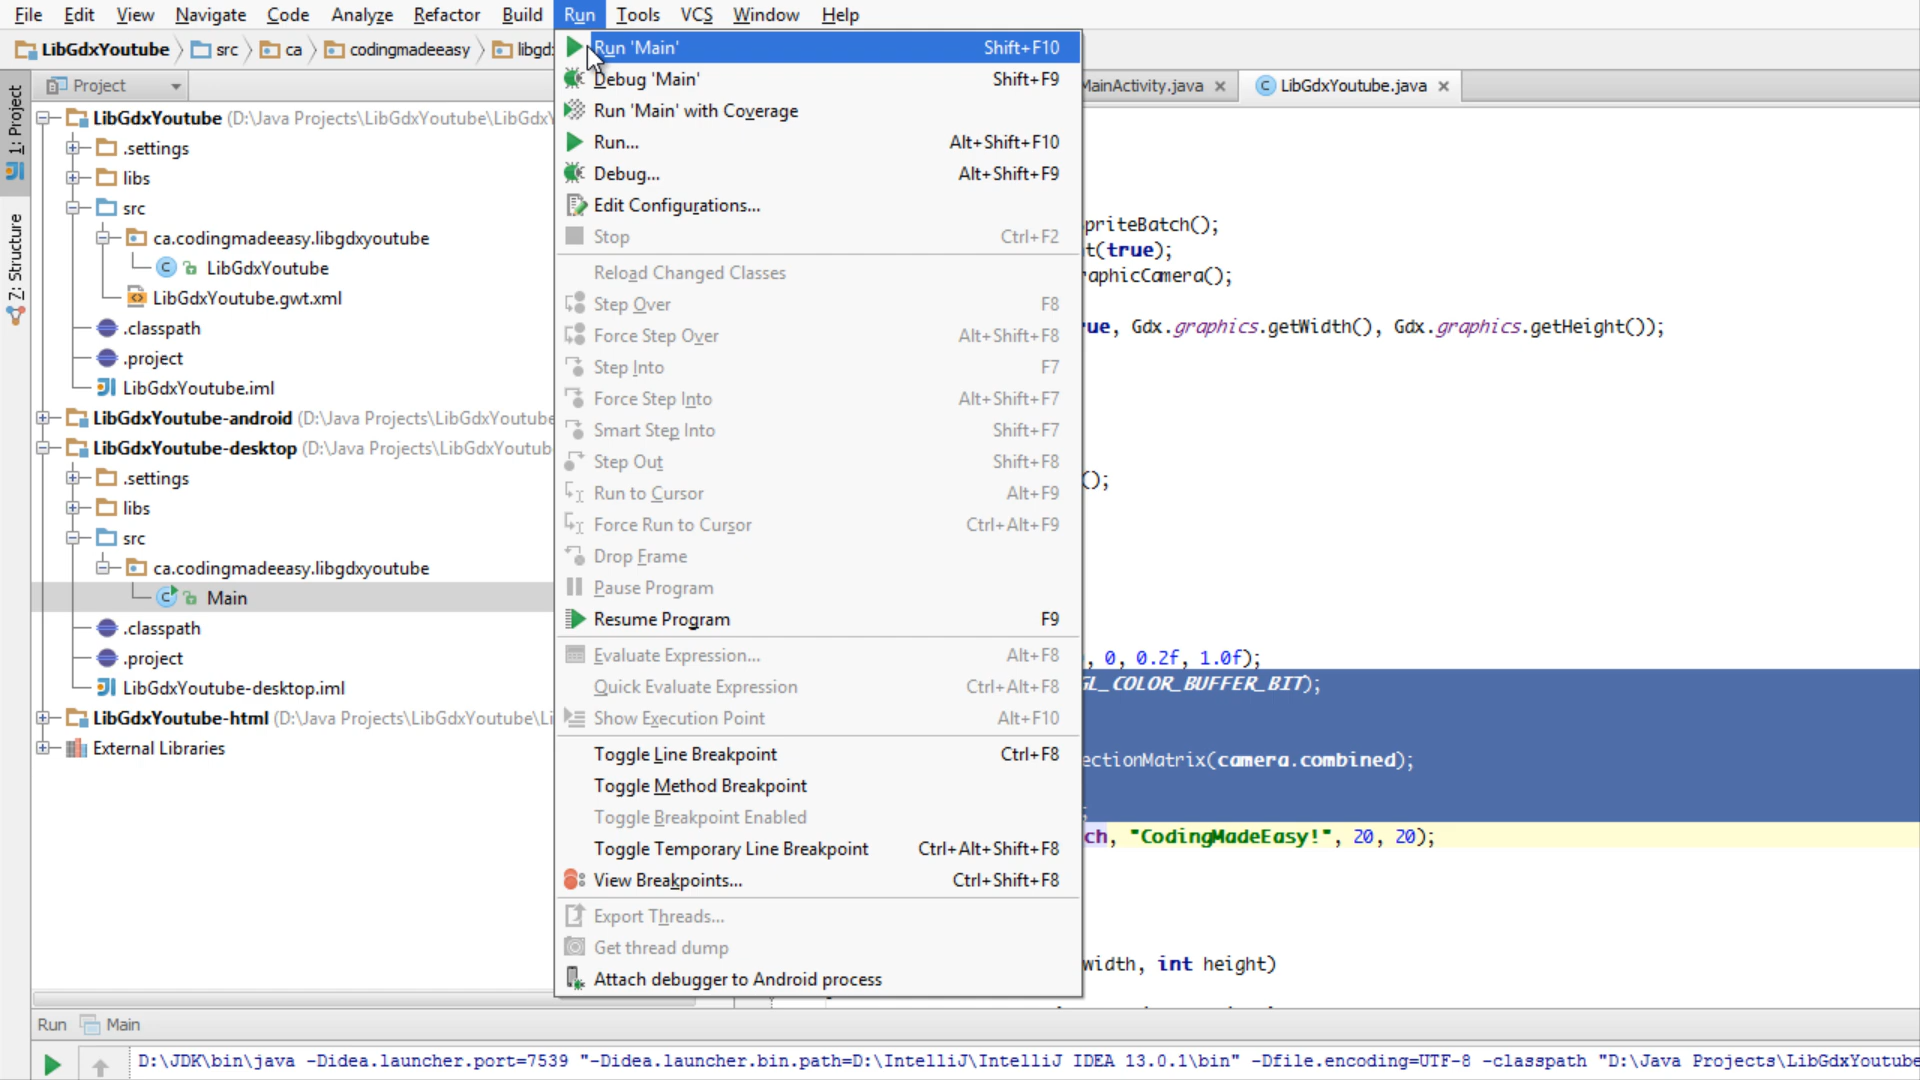 File Edit View Navigate Code Analyze Refactor Build Run Tools VCS Window Help
LibGdxYoutube src ca codingmadeeasy libgd
Project
MainActivity.java LibGdxYoutube.java
1: Project
Z: Structure
LibGdxYoutube (D:\Java Projects\LibGdxYoutube\LibGdxY
.settings
libs
src
ca.codingmadeeasy.libgdxyoutube
LibGdxYoutube
LibGdxYoutube.gwt.xml
.classpath
.project
LibGdxYoutube.iml
LibGdxYoutube-android (D:\Java Projects\LibGdxYoutube
LibGdxYoutube-desktop (D:\Java Projects\LibGdxYoutub
.settings
libs
src
ca.codingmadeeasy.libgdxyoutube
Main
.classpath
.project
LibGdxYoutube-desktop.iml
LibGdxYoutube-html (D:\Java Projects\LibGdxYoutube\Li
External Libraries
Run 'Main' Shift+F10
Debug 'Main' Shift+F9
Run 'Main' with Coverage
Run... Alt+Shift+F10
Debug... Alt+Shift+F9
Edit Configurations...
Stop Ctrl+F2
Reload Changed Classes
Step Over F8
Force Step Over Alt+Shift+F8
Step Into F7
Force Step Into Alt+Shift+F7
Smart Step Into Shift+F7
Step Out Shift+F8
Run to Cursor Alt+F9
Force Run to Cursor Ctrl+Alt+F9
Drop Frame
Pause Program
Resume Program F9
Evaluate Expression... Alt+F8
Quick Evaluate Expression Ctrl+Alt+F8
Show Execution Point Alt+F10
Toggle Line Breakpoint Ctrl+F8
Toggle Method Breakpoint
Toggle Breakpoint Enabled
Toggle Temporary Line Breakpoint Ctrl+Alt+Shift+F8
View Breakpoints... Ctrl+Shift+F8
Export Threads...
Get thread dump
Attach debugger to Android process
priteBatch();
t(true);
raphicCamera();
ue, Gdx.graphics.getWidth(), Gdx.graphics.getHeight());
();
, 0, 0.2f, 1.0f);
GL_COLOR_BUFFER_BIT);
ectionMatrix(camera.combined);
;
ch, "CodingMadeEasy!", 20, 20);
width, int height)
Run Main
D:\JDK\bin\java -Didea.launcher.port=7539 "-Didea.launcher.bin.path=D:\IntelliJ\IntelliJ IDEA 13.0.1\bin" -Dfile.encoding=UTF-8 -classpath "D:\Java Projects\LibGdxYoutube